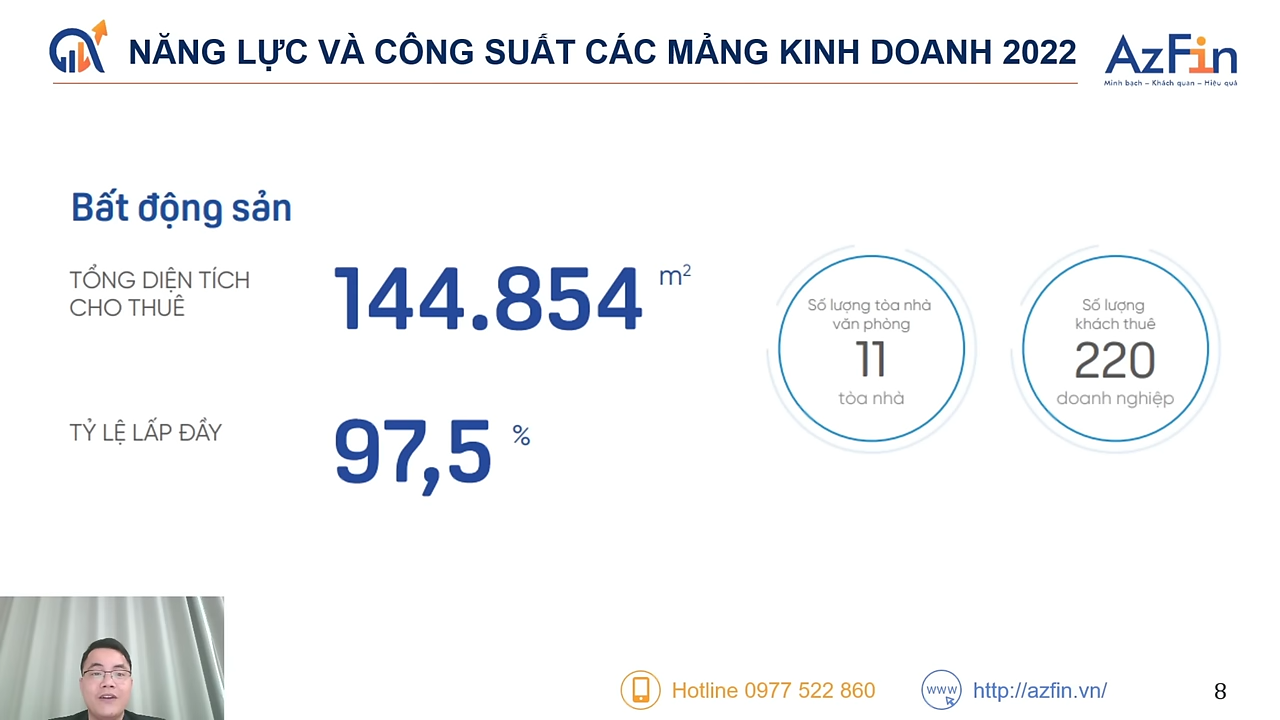 NĂNG LỰC VÀ CÔNG SUẤT CÁC MẢNG KINH DOANH 2022
AzFin
Minh bạch – Khách quan – Hiệu quả
Bất động sản
TỔNG DIỆN TÍCH
CHO THUÊ
144.854 m²
TỶ LỆ LẤP ĐẦY
97,5 %
Số lượng tòa nhà
văn phòng
11
tòa nhà
Số lượng
khách thuê
220
doanh nghiệp
Hotline 0977 522 860
www
http://azfin.vn/
8